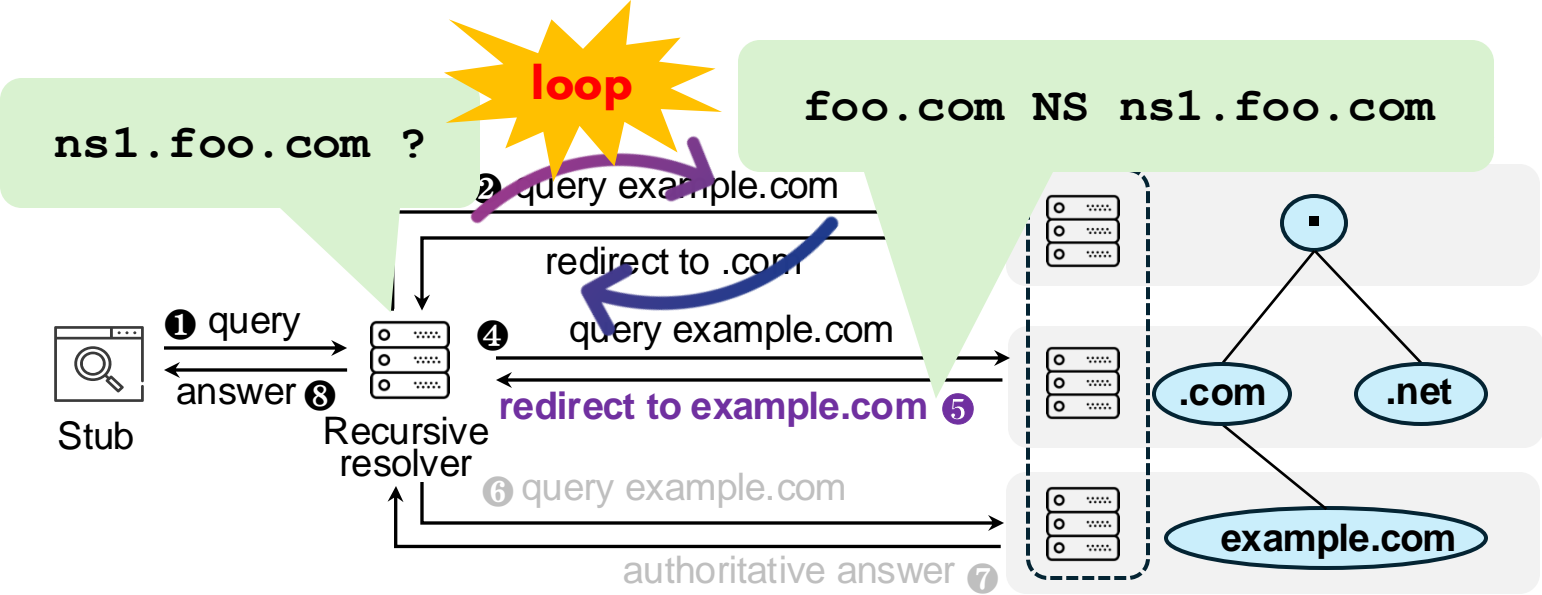 loop
foo.com NS ns1.foo.com
ns1.foo.com ?
❷ query example.com
redirect to .com
❶ query
answer ❽
Stub
Recursive
resolver
❹ query example.com
redirect to example.com ❺
❻ query example.com
authoritative answer ❼
.
.com
.net
example.com